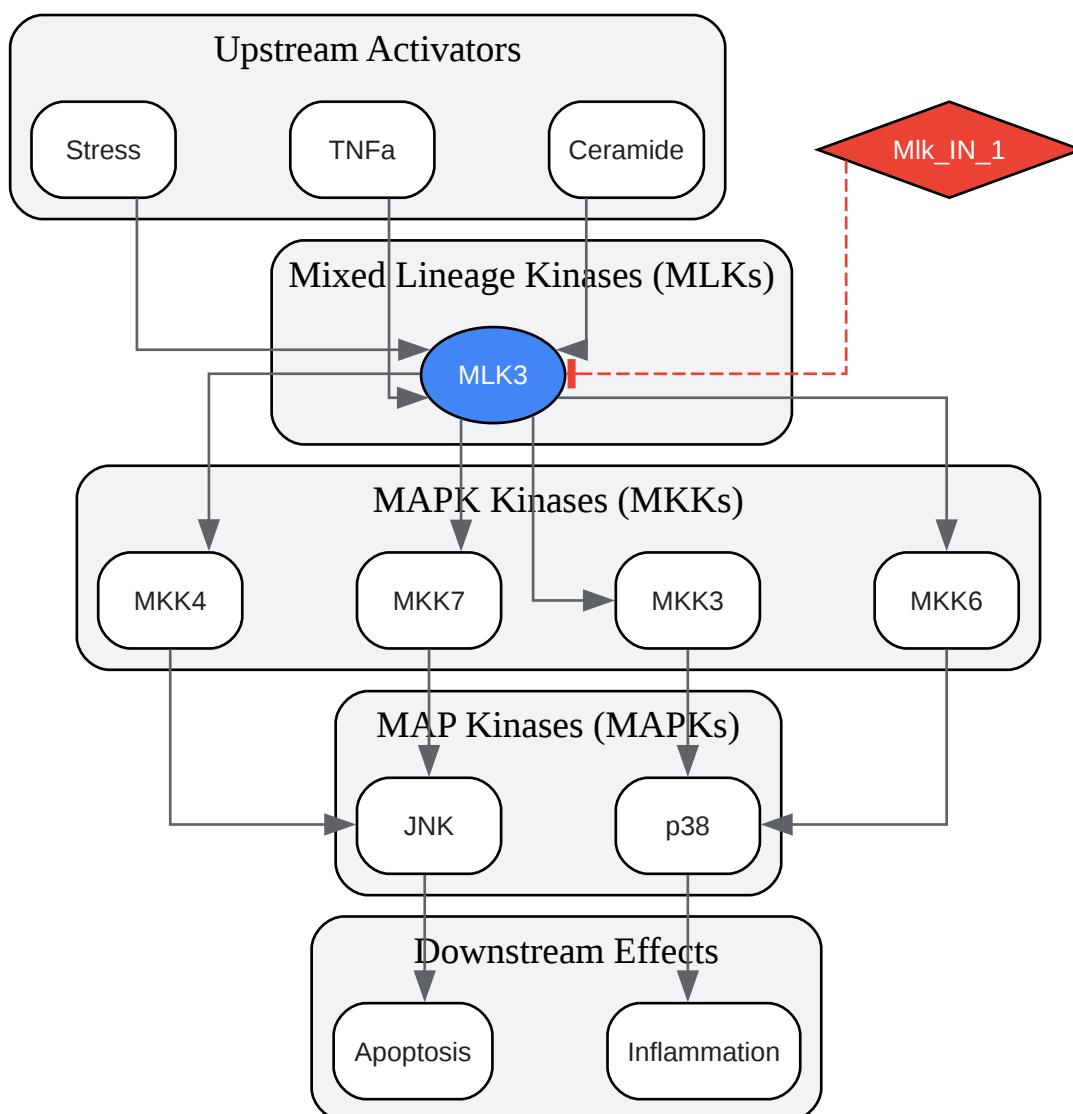 Upstream Activators
Stress
TNFa
Ceramide
Mlk_IN_1
Mixed Lineage Kinases (MLKs)
MLK3
MAPK Kinases (MKKs)
MKK4
MKK7
MKK3
MKK6
MAP Kinases (MAPKs)
JNK
p38
Downstream Effects
Apoptosis
Inflammation